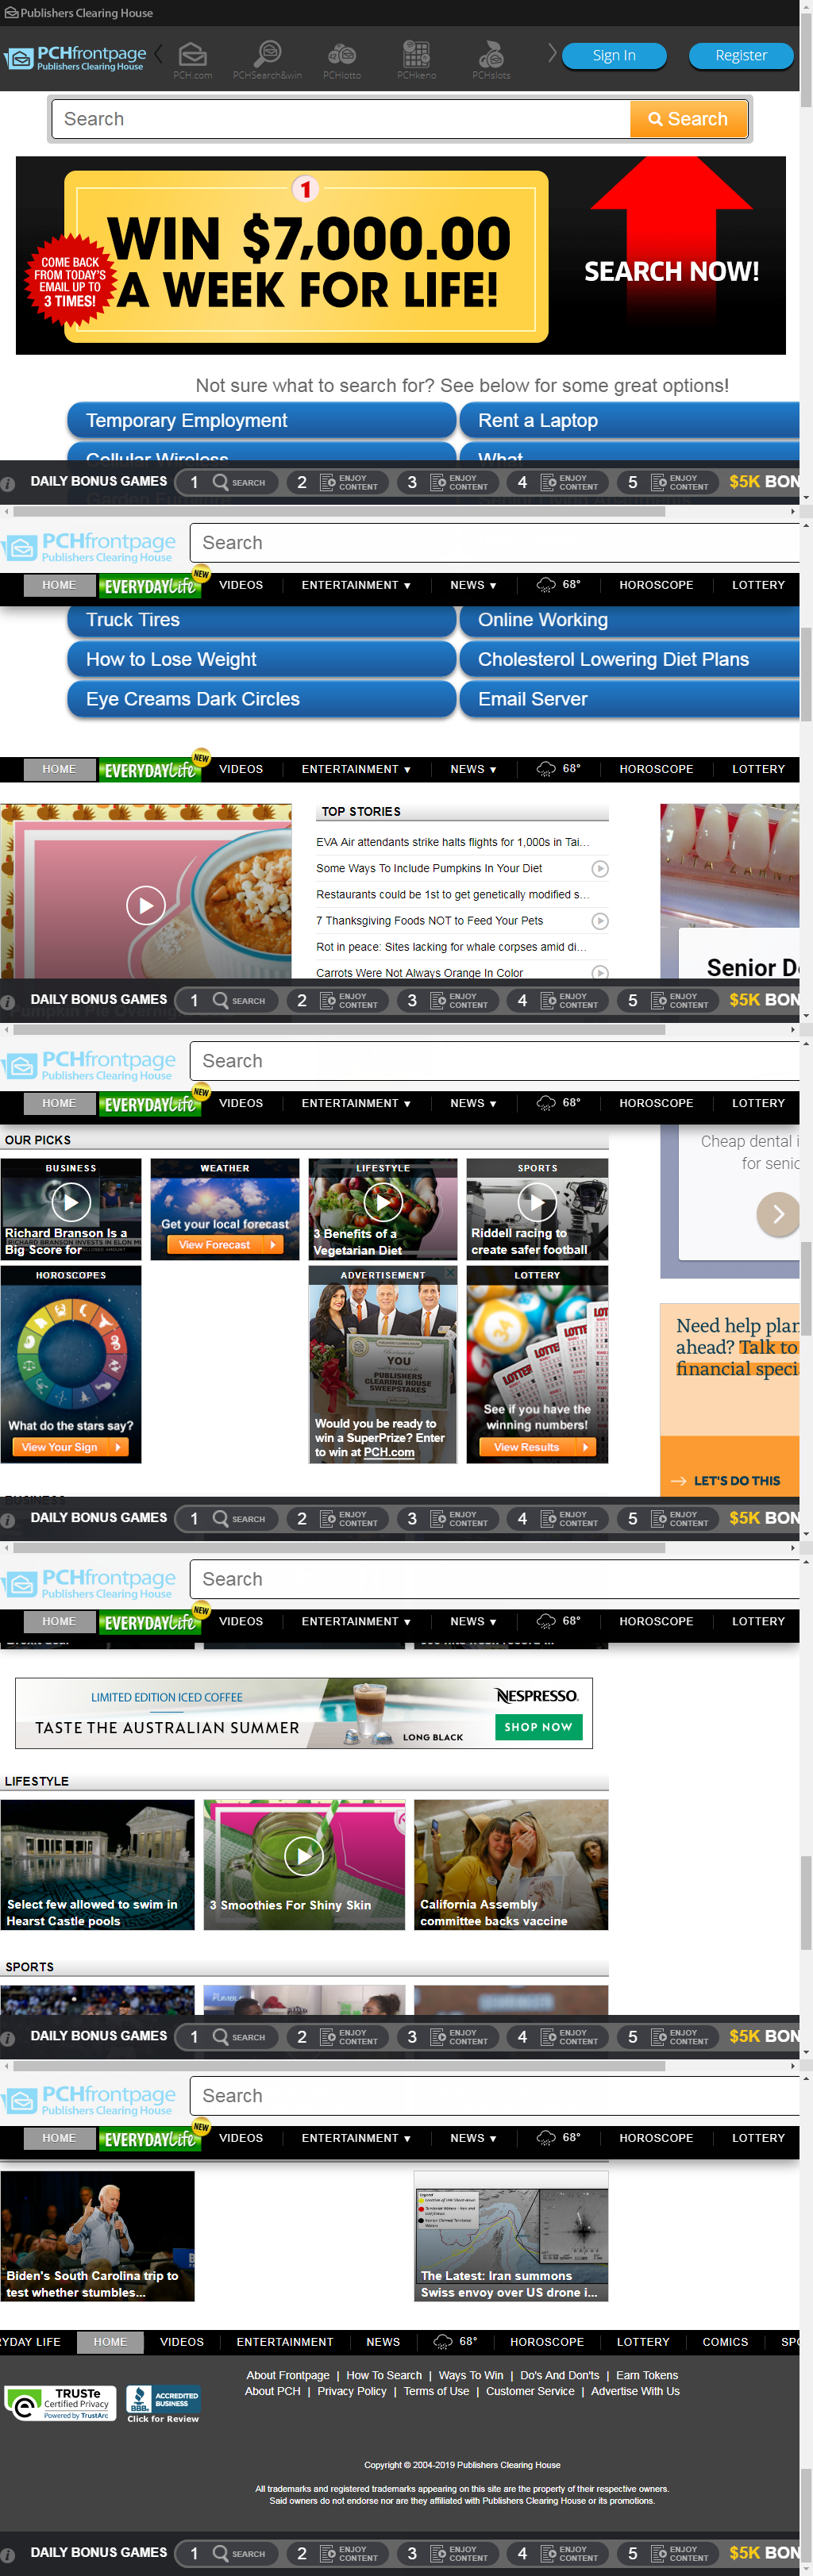 Publishers Clearing House
PCHfrontpage
Publishers Clearing House
PCH.com
PCHSearch&win
PCHlotto
PCHkeno
PCHslots
Sign In
Register
Search
Search
1
WIN $7,000.00
A WEEK FOR LIFE!
COME BACK
FROM TODAY'S
EMAIL UP TO
3 TIMES!
SEARCH NOW!
Not sure what to search for? See below for some great options!
Temporary Employment
Rent a Laptop
Cellular Wireless
What
Garden Furniture
Senior Living Apartments
DAILY BONUS GAMES 1 SEARCH 2 ENJOY CONTENT 3 ENJOY CONTENT 4 ENJOY CONTENT 5 ENJOY CONTENT $5K BON
PCHfrontpage
Publishers Clearing House
Search
HOME EVERYDAY Life NEW VIDEOS ENTERTAINMENT ▼ NEWS ▼ 68° HOROSCOPE LOTTERY
Truck Tires
Online Working
How to Lose Weight
Cholesterol Lowering Diet Plans
Eye Creams Dark Circles
Email Server
HOME EVERYDAY Life NEW VIDEOS ENTERTAINMENT ▼ NEWS ▼ 68° HOROSCOPE LOTTERY
TOP STORIES
EVA Air attendants strike halts flights for 1,000s in Tai...
Some Ways To Include Pumpkins In Your Diet
Restaurants could be 1st to get genetically modified s...
7 Thanksgiving Foods NOT to Feed Your Pets
Rot in peace: Sites lacking for whale corpses amid di...
Carrots Were Not Always Orange In Color
Senior D
Pumpkin Pie Overnig
DAILY BONUS GAMES 1 SEARCH 2 ENJOY CONTENT 3 ENJOY CONTENT 4 ENJOY CONTENT 5 ENJOY CONTENT $5K BON
PCHfrontpage
Publishers Clearing House
Search
HOME EVERYDAY Life NEW VIDEOS ENTERTAINMENT ▼ NEWS ▼ 68° HOROSCOPE LOTTERY
OUR PICKS
Cheap dental i
for senio
BUSINESS
Richard Branson Is a
Big Score for
WEATHER
Get your local forecast
View Forecast
LIFESTYLE
3 Benefits of a
Vegetarian Diet
SPORTS
Riddell racing to
create safer football
HOROSCOPES
What do the stars say?
View Your Sign
ADVERTISEMENT
YOU
PUBLISHERS
CLEARING HOUSE
SWEEPSTAKES
Would you be ready to
win a SuperPrize? Enter
to win at PCH.com
LOTTERY
See if you have the
winning numbers!
View Results
Need help plan
ahead? Talk to
financial speci
LET'S DO THIS
BUSINESS
DAILY BONUS GAMES 1 SEARCH 2 ENJOY CONTENT 3 ENJOY CONTENT 4 ENJOY CONTENT 5 ENJOY CONTENT $5K BON
PCHfrontpage
Publishers Clearing House
Search
HOME EVERYDAY Life NEW VIDEOS ENTERTAINMENT ▼ NEWS ▼ 68° HOROSCOPE LOTTERY
LIMITED EDITION ICED COFFEE
TASTE THE AUSTRALIAN SUMMER
LONG BLACK
NESPRESSO.
SHOP NOW
LIFESTYLE
Select few allowed to swim in
Hearst Castle pools
3 Smoothies For Shiny Skin
California Assembly
committee backs vaccine
SPORTS
DAILY BONUS GAMES 1 SEARCH 2 ENJOY CONTENT 3 ENJOY CONTENT 4 ENJOY CONTENT 5 ENJOY CONTENT $5K BON
PCHfrontpage
Publishers Clearing House
Search
HOME EVERYDAY Life NEW VIDEOS ENTERTAINMENT ▼ NEWS ▼ 68° HOROSCOPE LOTTERY
Biden's South Carolina trip to
test whether stumbles...
The Latest: Iran summons
Swiss envoy over US drone i...
RYDAY LIFE HOME VIDEOS ENTERTAINMENT NEWS 68° HOROSCOPE LOTTERY COMICS SPO
About Frontpage | How To Search | Ways To Win | Do's And Don'ts | Earn Tokens
About PCH | Privacy Policy | Terms of Use | Customer Service | Advertise With Us
TRUSTe
Certified Privacy
Powered by TrustArc
BBB ACCREDITED BUSINESS
Click for Review
Copyright © 2004-2019 Publishers Clearing House
All trademarks and registered trademarks appearing on this site are the property of their respective owners.
Said owners do not endorse nor are they affiliated with Publishers Clearing House or its promotions.
DAILY BONUS GAMES 1 SEARCH 2 ENJOY CONTENT 3 ENJOY CONTENT 4 ENJOY CONTENT 5 ENJOY CONTENT $5K BON